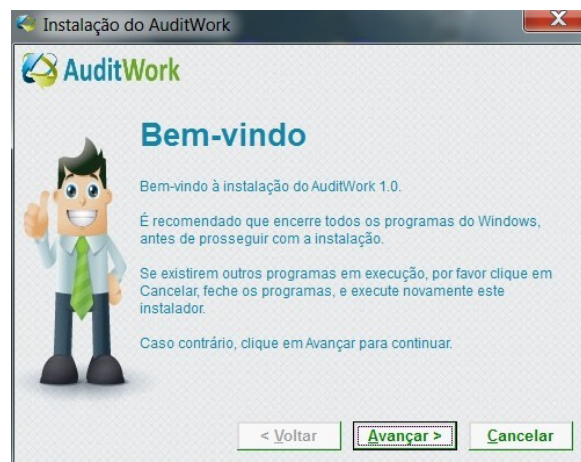 Instalação do AuditWork
X
AuditWork
Bem-vindo
Bem-vindo à instalação do AuditWork 1.0.
É recomendado que encerre todos os programas do Windows,
antes de prosseguir com a instalação.
Se existirem outros programas em execução, por favor clique em
Cancelar, feche os programas, e execute novamente este
instalador.
Caso contrário, clique em Avançar para continuar.
< Voltar
Avançar >
Cancelar